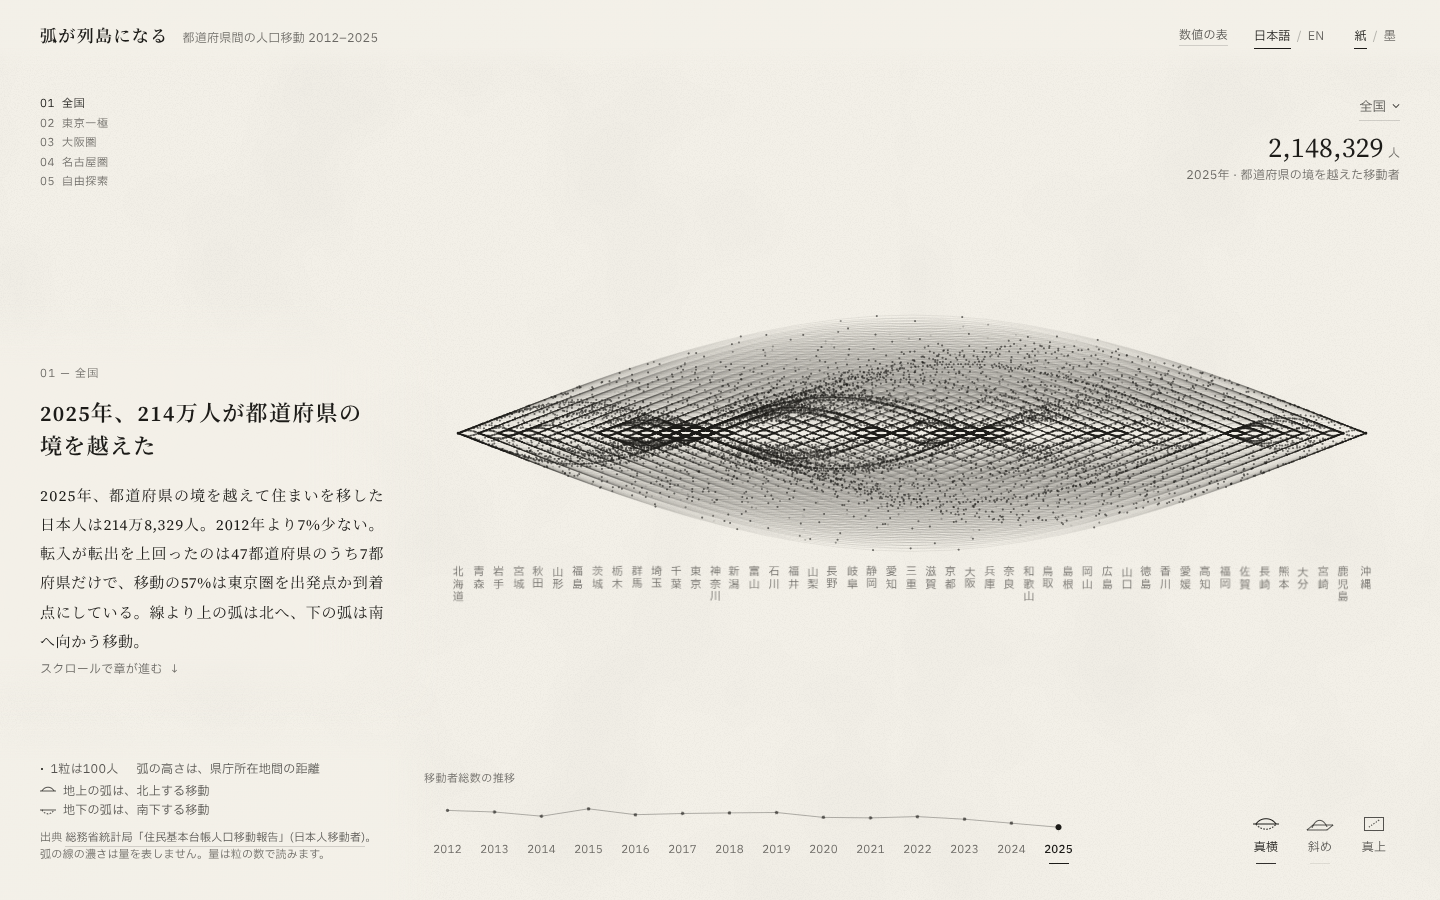 弧が列島になる 都道府県間の人口移動 2012–2025
数値の表 日本語 / EN 紙 / 墨
01 全国
02 東京一極
03 大阪圏
04 名古屋圏
05 自由探索
全国
2,148,329 人
2025年 · 都道府県の境を越えた移動者
01 — 全国
2025年、214万人が都道府県の
境を越えた
2025年、都道府県の境を越えて住まいを移した
日本人は214万8,329人。2012年より7%少ない。
転入が転出を上回ったのは47都道府県のうち7都
府県だけで、移動の57%は東京圏を出発点か到着
点にしている。線より上の弧は北へ、下の弧は南
へ向かう移動。
スクロールで章が進む ↓
北海道 青森 岩手 宮城 秋田 山形 福島 茨城 栃木 群馬 埼玉 千葉 東京 神奈川 新潟 富山 石川 福井 山梨 長野 岐阜 静岡 愛知 三重 滋賀 京都 大阪 兵庫 奈良 和歌山 鳥取 島根 岡山 広島 山口 徳島 香川 愛媛 高知 福岡 佐賀 長崎 熊本 大分 宮崎 鹿児島 沖縄
・1粒は100人 弧の高さは、県庁所在地間の距離
地上の弧は、北上する移動
地下の弧は、南下する移動
出典 総務省統計局「住民基本台帳人口移動報告」(日本人移動者)。
弧の線の濃さは量を表しません。量は粒の数で読みます。
移動者総数の推移
2012 2013 2014 2015 2016 2017 2018 2019 2020 2021 2022 2023 2024 2025
真横 斜め 真上